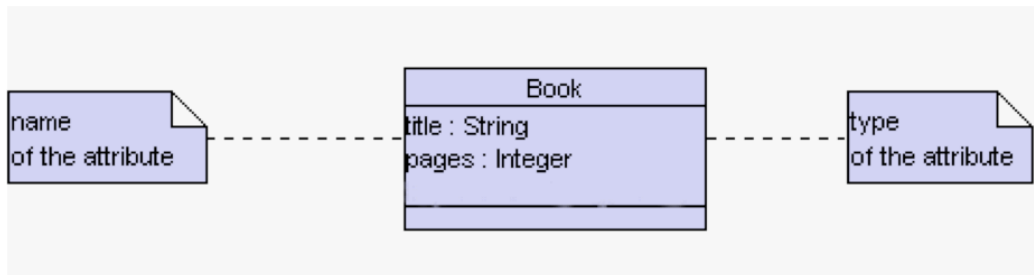 Book
name
of the attribute
title : String
pages : Integer
type
of the attribute